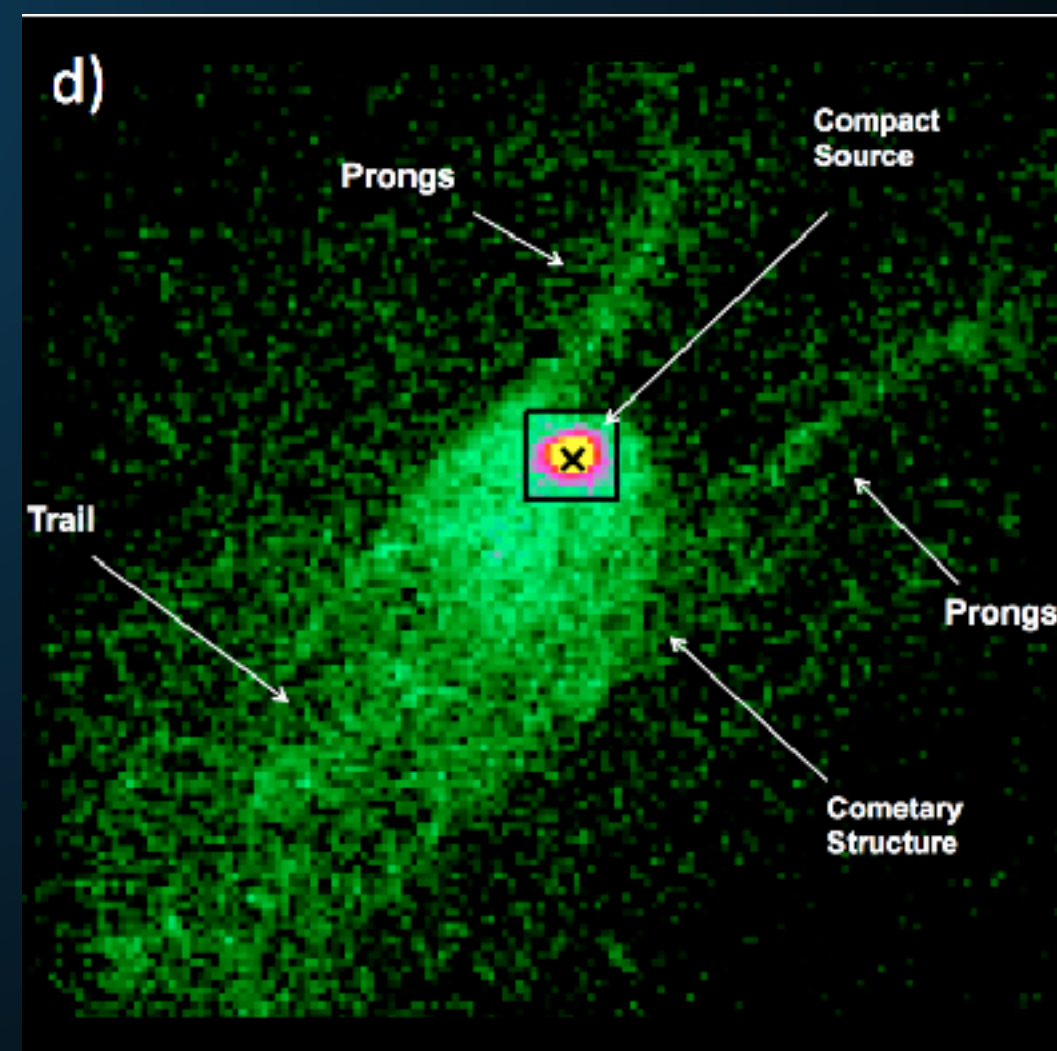 d)
Compact
Source
Prongs
Trail
Prongs
Cometary
Structure